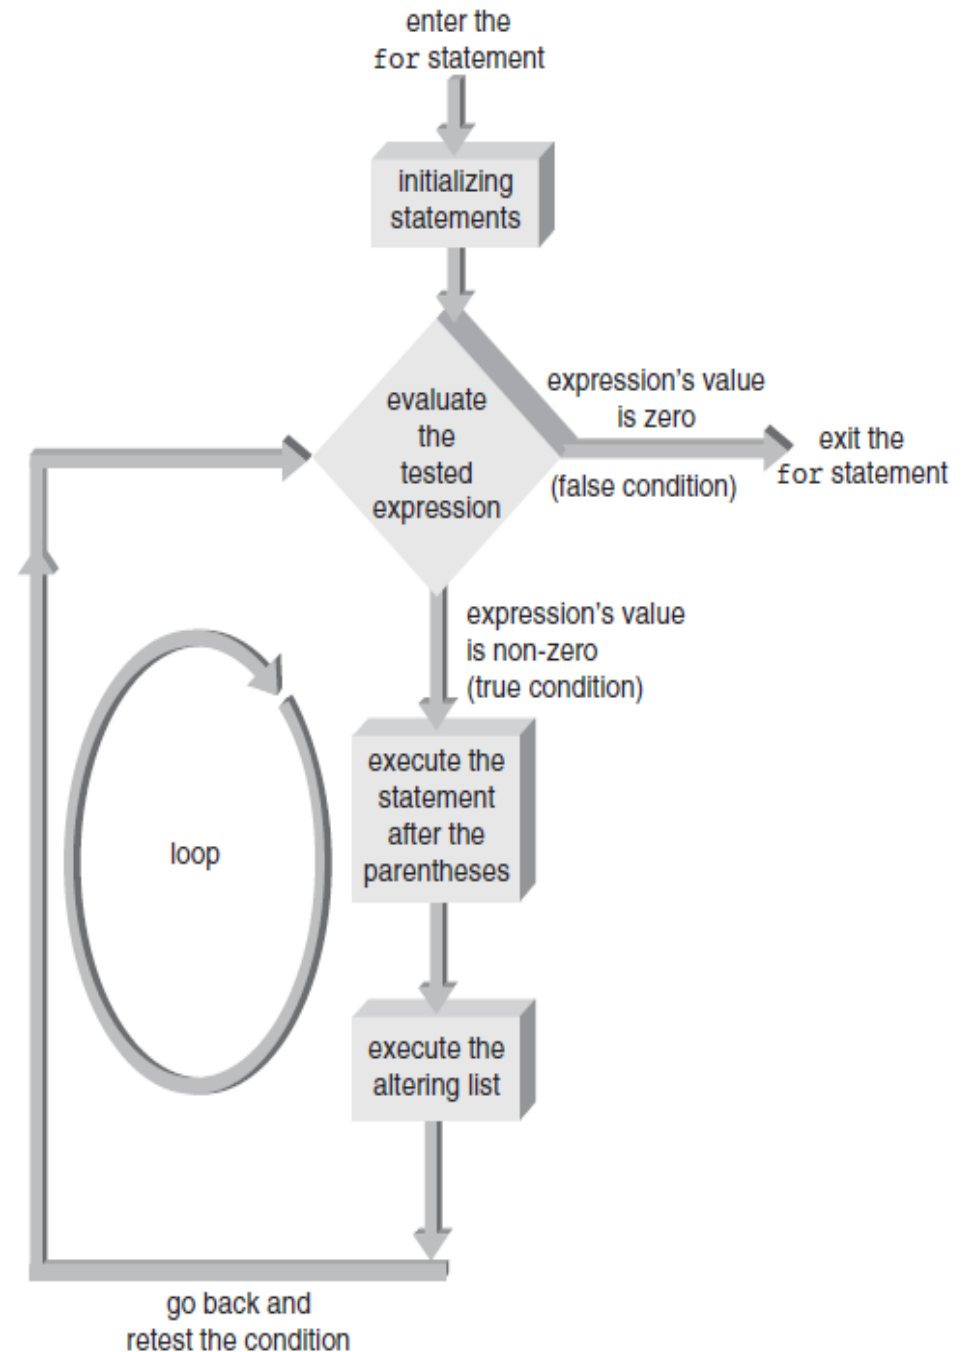 enter the
for statement
initializing
statements
evaluate
the
tested
expression
expression's value
is zero
(false condition)
exit the
for statement
expression's value
is non-zero
(true condition)
execute the
statement
after the
parentheses
loop
execute the
altering list
go back and
retest the condition